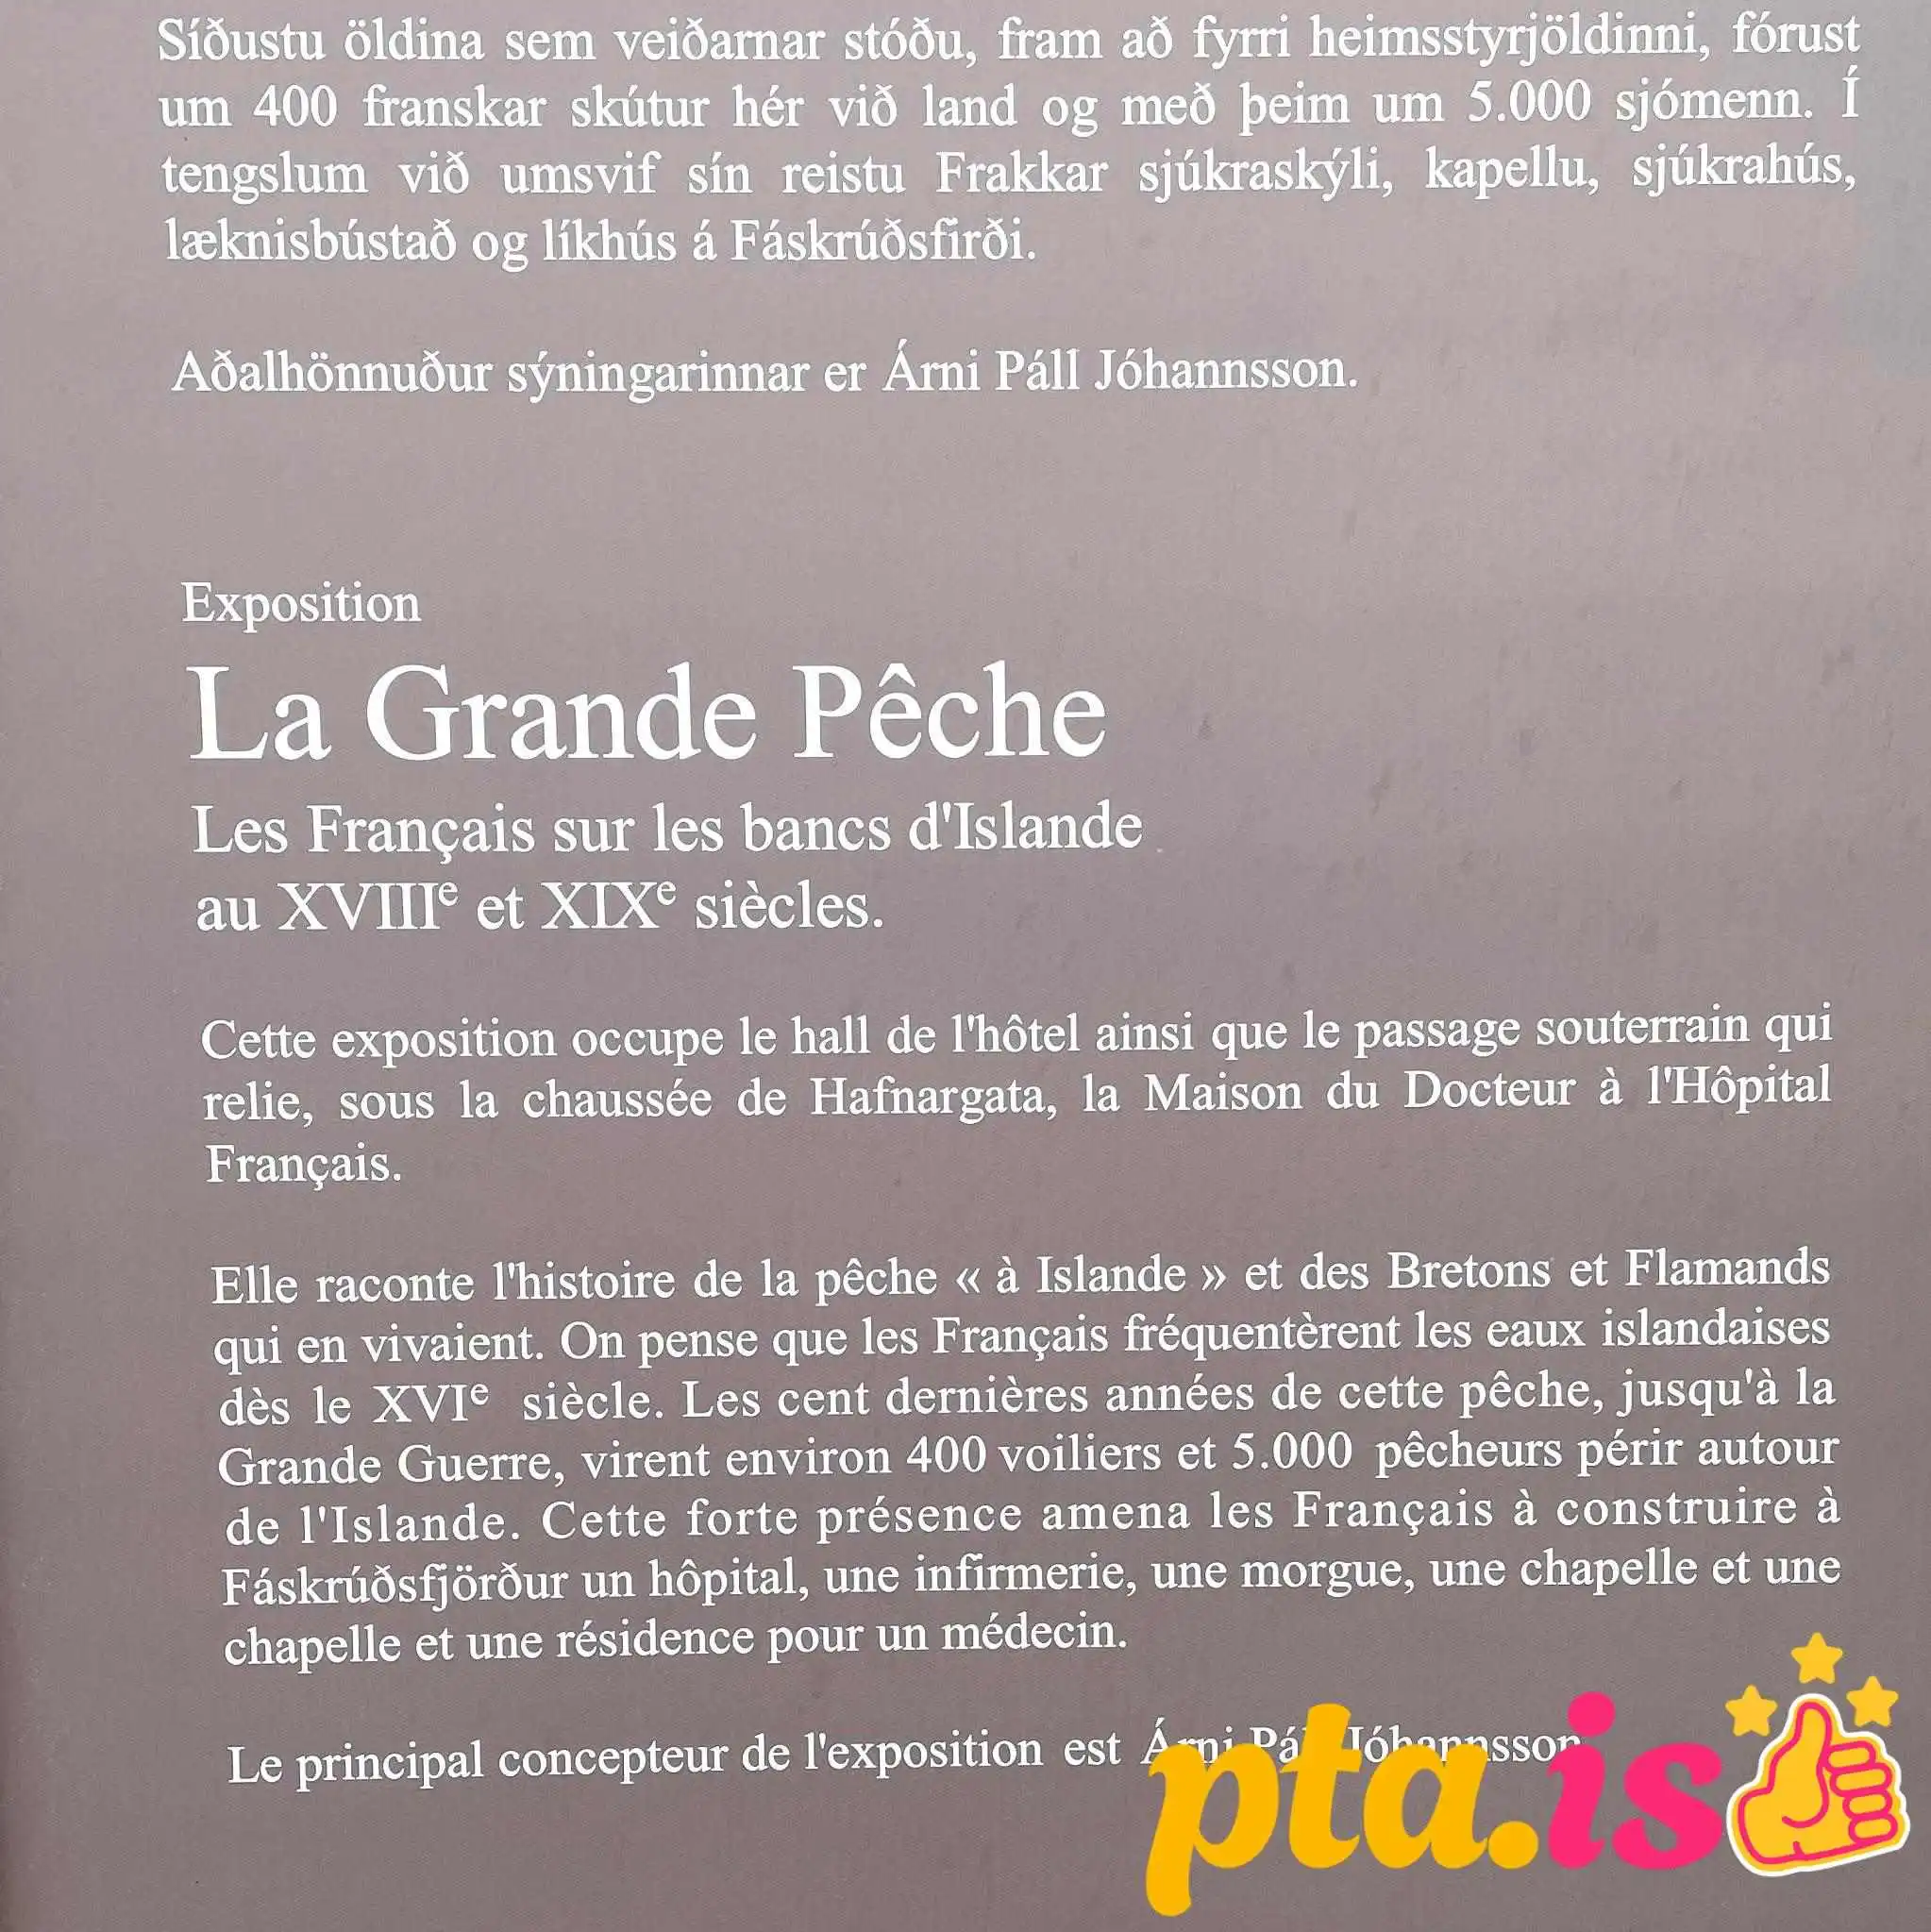 Síðustu öldina sem veiðarnar stóðu, fram að fyrri heimsstyrjöldinni, fórust
um 400 franskar skútur hér við land og með þeim um 5.000 sjómenn. Í
tengslum við umsvif sín reistu Frakkar sjúkraskýli, kapellu, sjúkrahús,
læknisbústað og líkhús á Fáskrúðsfirði.
Aðalhönnuður sýningarinnar er Árni Páll Jóhannsson.
Exposition
La Grande Pêche
Les Français sur les bancs d'Islande
au XVIIIe et XIXe siècles.
Cette exposition occupe le hall de l'hôtel ainsi que le passage souterrain qui
relie, sous la chaussée de Hafnargata, la Maison du Docteur à l'Hôpital
Français.
Elle raconte l'histoire de la pêche « à Islande » et des Bretons et Flamands
qui en vivaient. On pense que les Français fréquentèrent les eaux islandaises
dès le XVIe siècle. Les cent dernières années de cette pêche, jusqu'à la
Grande Guerre, virent environ 400 voiliers et 5.000 pêcheurs périr autour
de l'Islande. Cette forte présence amena les Français à construire à
Fáskrúðsfjörður un hôpital, une infirmerie, une morgue, une chapelle et une
chapelle et une résidence pour un médecin.
Le principal concepteur de l'exposition est Árni Páll Jóhannsson
pta.is